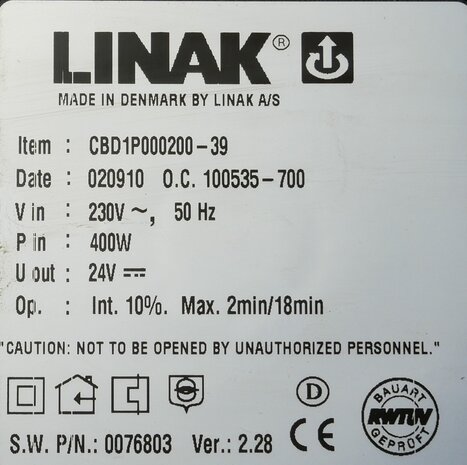 LINAK®
MADE IN DENMARK BY LINAK A/S
Item : CBD1P000200-39
Date : 020910 O.C. 100535-700
V in : 230V ~, 50 Hz
P in : 400W
U out : 24V ⎓
Op. : Int. 10%. Max. 2min/18min
"CAUTION: NOT TO BE OPENED BY UNAUTHORIZED PERSONNEL."
D
BAUART
RWTÜV
GEPRÜFT
S.W. P/N.: 0076803 Ver.: 2.28 CE